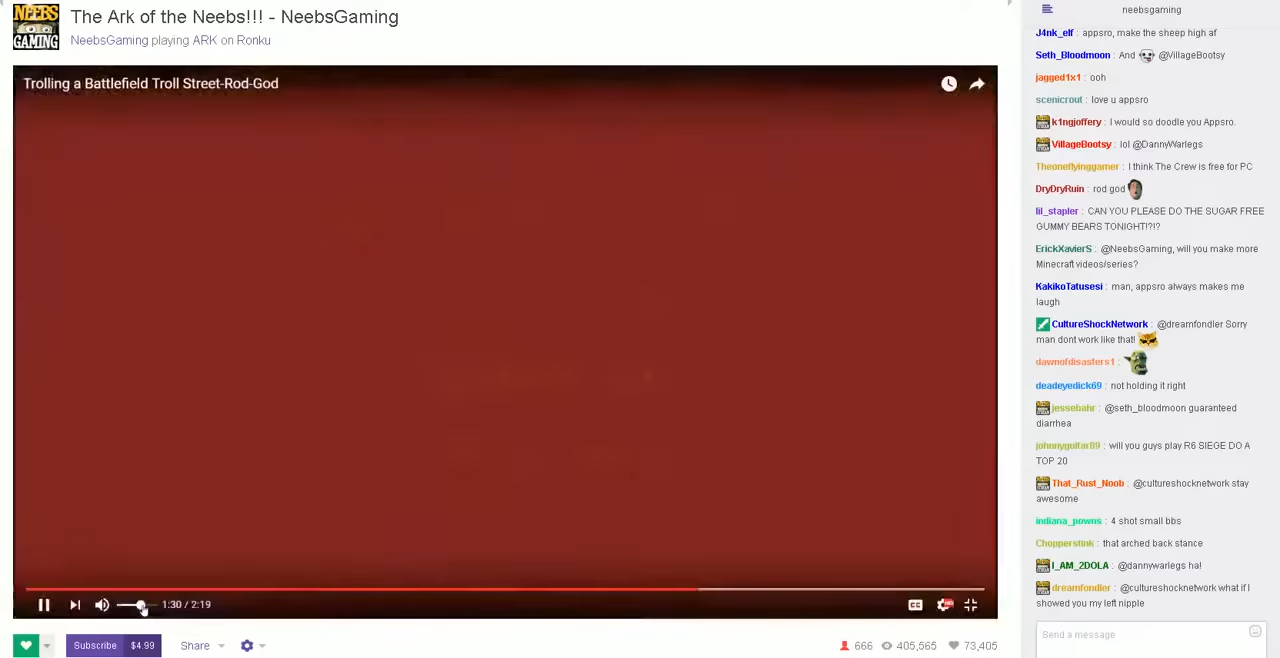 NEEBS
GAMING
The Ark of the Neebs!!! - NeebsGaming
NeebsGaming playing ARK on Ronku
Trolling a Battlefield Troll Street-Rod-God
1:30 / 2:19
CC
HD
Subscribe $4.99
Share
666 405,565 73,405
neebsgaming
J4nk_elf : appsro, make the sheep high af
Seth_Bloodmoon : And @VillageBootsy
jagged1x1 : ooh
scenicrout : love u appsro
k1ngjoffery : I would so doodle you Appsro.
VillageBootsy : lol @DannyWarlegs
Theoneflyinggamer : I think The Crew is free for PC
DryDryRuin : rod god
lil_stapler : CAN YOU PLEASE DO THE SUGAR FREE
GUMMY BEARS TONIGHT!?!?
ErickXavierS : @NeebsGaming, will you make more
Minecraft videos/series?
KakikoTatusesi : man, appsro always makes me
laugh
CultureShockNetwork : @dreamfondler Sorry
man dont work like that!
dawnofdisasters1 :
deadeyedick69 : not holding it right
jessebahr : @seth_bloodmoon guaranteed
diarrhea
johnnyguitar89 : will you guys play R6 SIEGE DO A
TOP 20
That_Rust_Noob : @cultureshocknetwork stay
awesome
indiana_powns : 4 shot small bbs
Chopperstink : that arched back stance
I_AM_2DOLA : @dannywarlegs ha!
dreamfondler : @cultureshocknetwork what if I
showed you my left nipple
Send a message